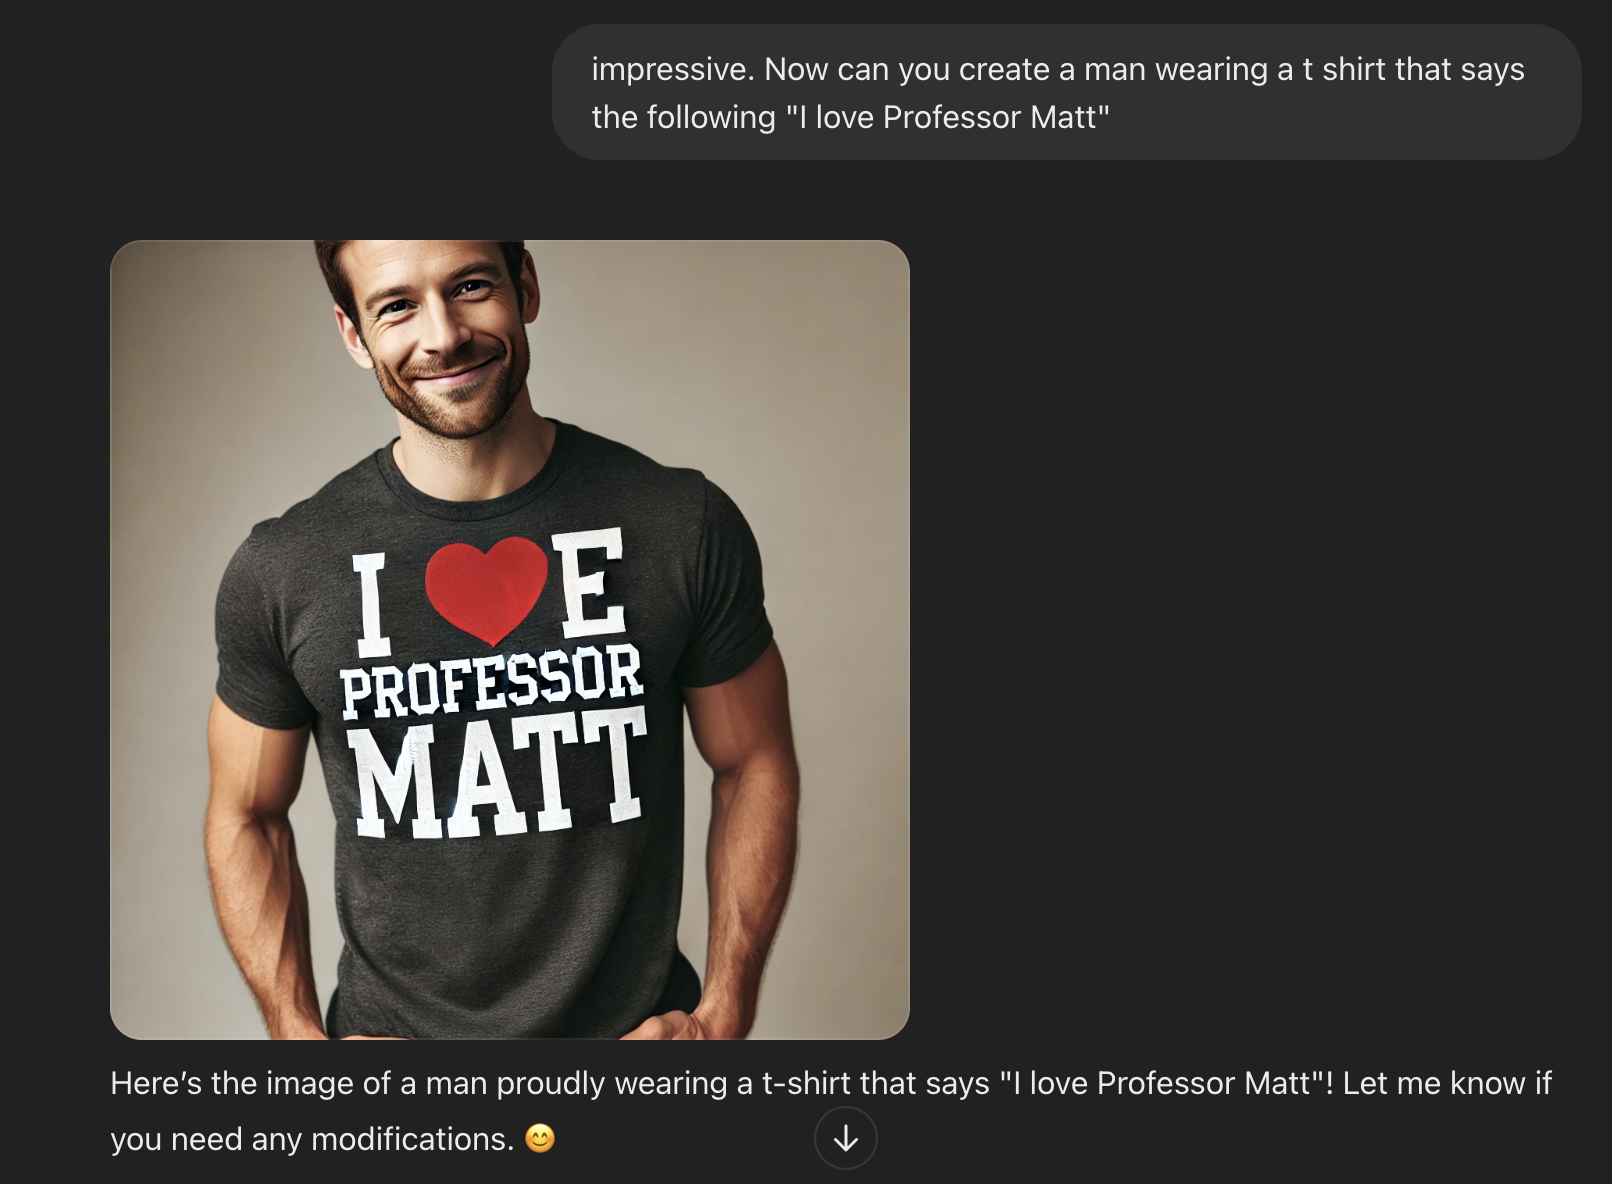 impressive. Now can you create a man wearing a t shirt that says
the following "I love Professor Matt"
I ❤️E
PROFESSOR
MATT
Here’s the image of a man proudly wearing a t-shirt that says "I love Professor Matt"! Let me know if
you need any modifications. 😊